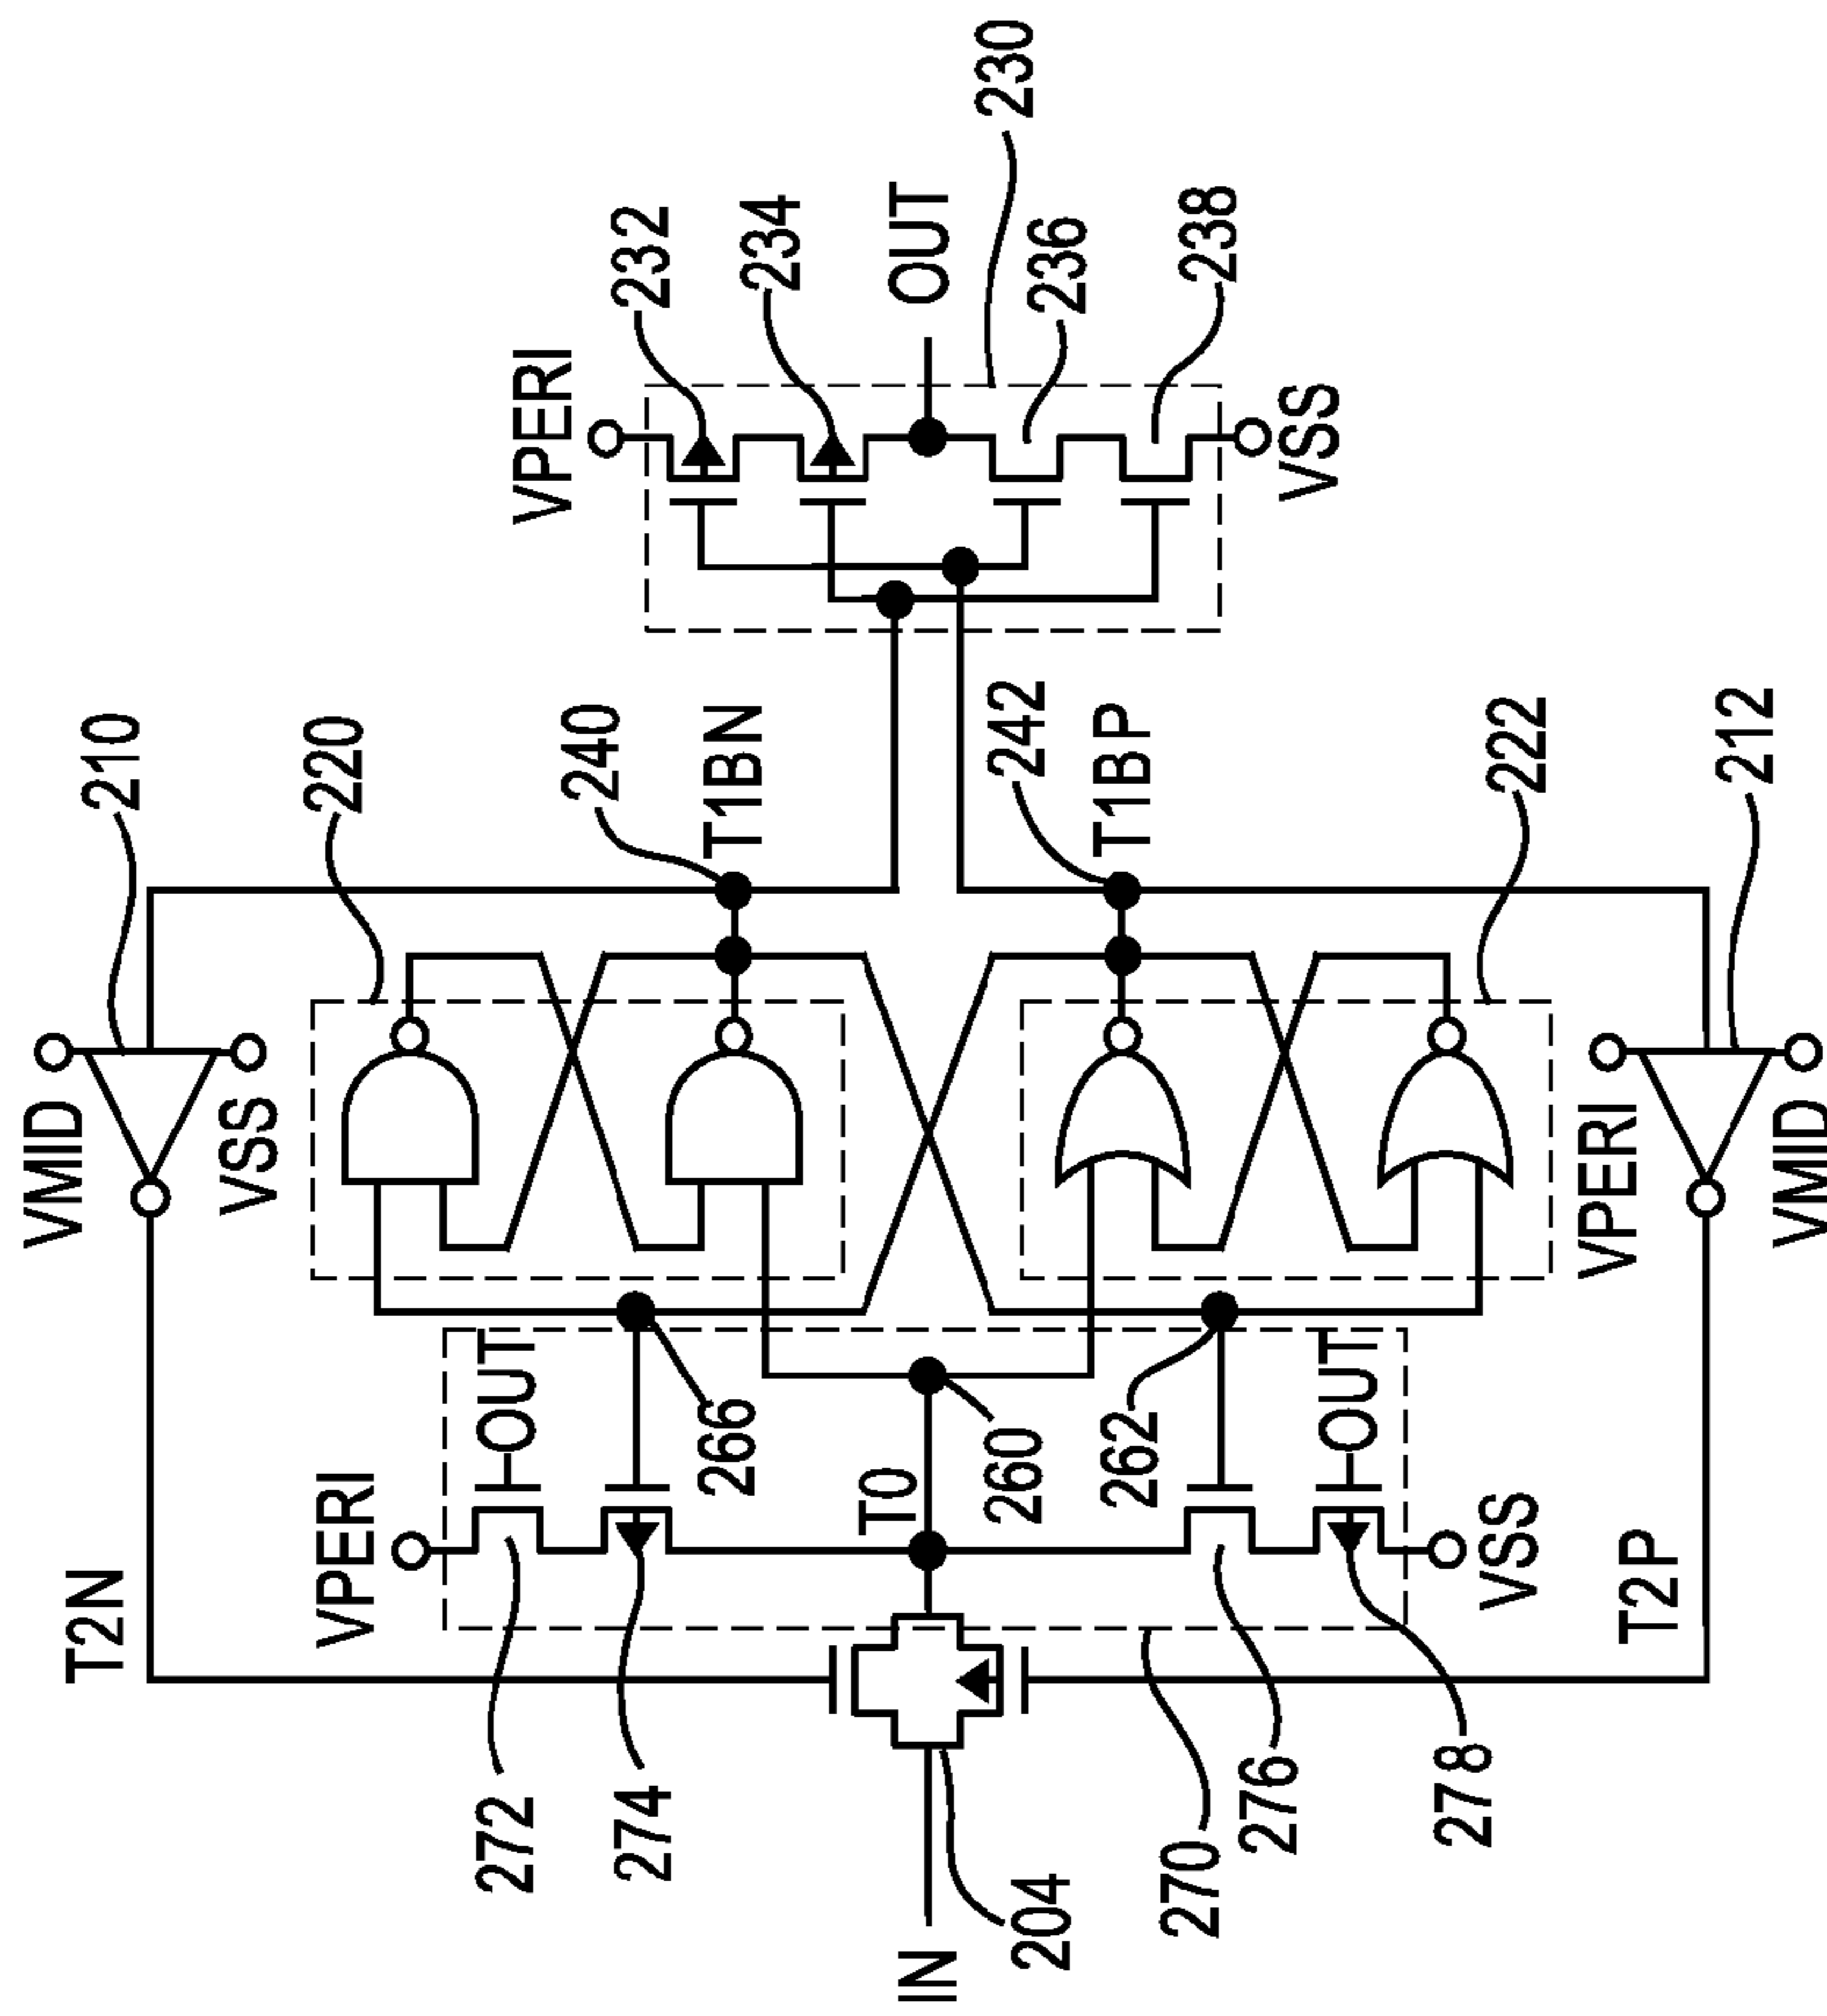 210
VMID
VSS
T2N
220
240
T1BN
VPERI
232
234
OUT
236
238
230
VSS
VPERI
OUT
272
274
266
T0
260
IN
204
262
OUT
276
278
270
VSS
242
T1BP
222
212
VPERI
VMID
T2P